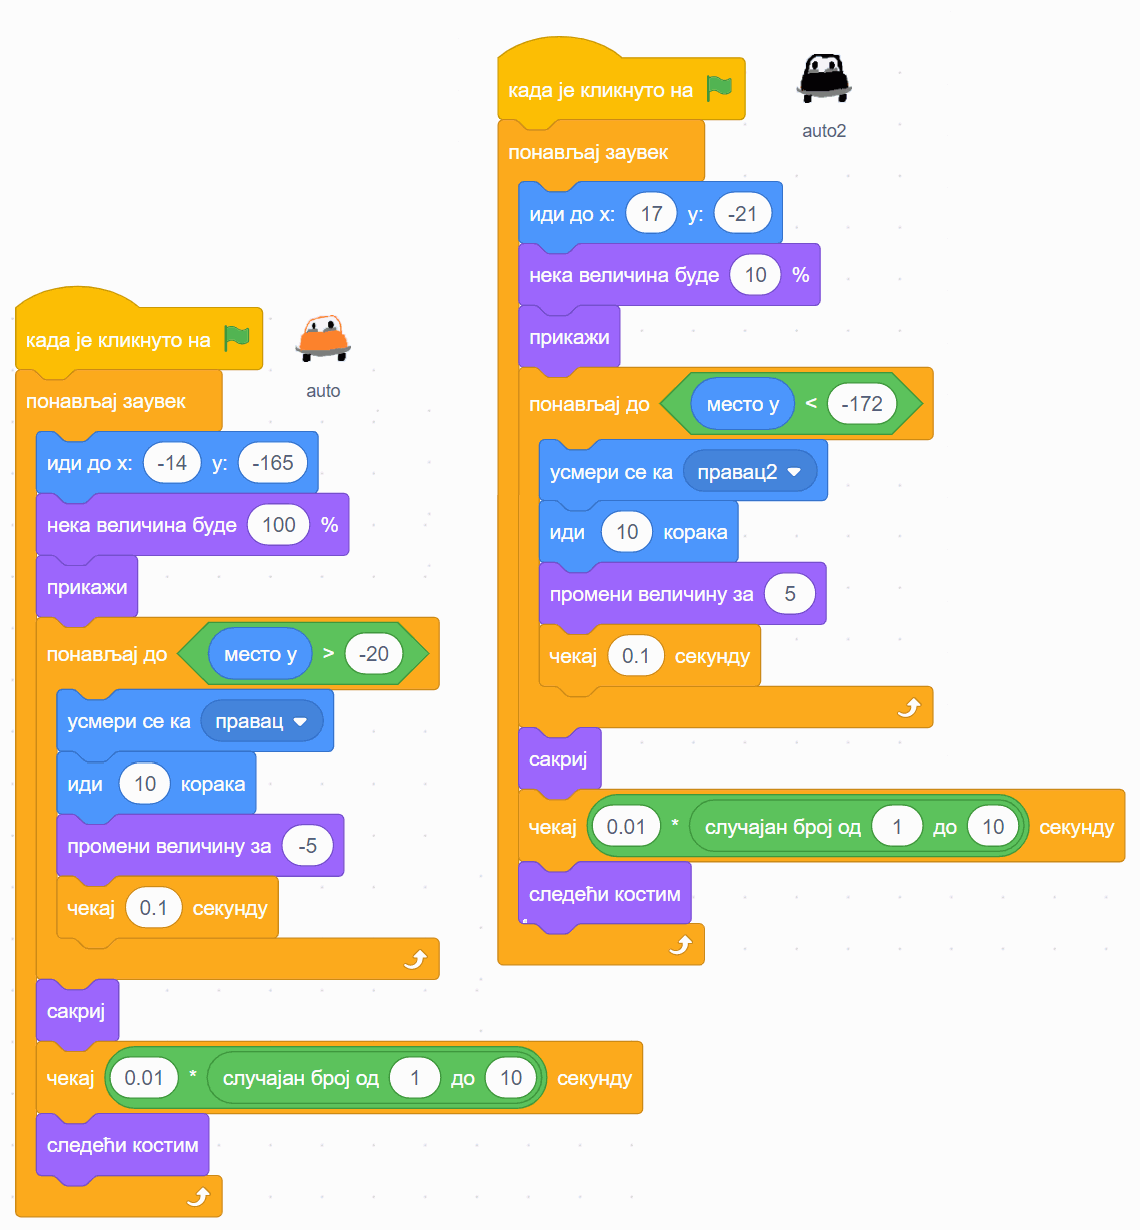 када је кликнуто на
auto
понављај заувек
иди до x: -14 y: -165
нека величина буде 100 %
прикажи
понављај до место y > -20
усмери се ка правац
иди 10 корака
промени величину за -5
чекај 0.1 секунду
сакриј
чекај 0.01 * случајан број од 1 до 10 секунду
следећи костим
када је кликнуто на
auto2
понављај заувек
иди до x: 17 y: -21
нека величина буде 10 %
прикажи
понављај до место y < -172
усмери се ка правац2
иди 10 корака
промени величину за 5
чекај 0.1 секунду
сакриј
чекај 0.01 * случајан број од 1 до 10 секунду
следећи костим